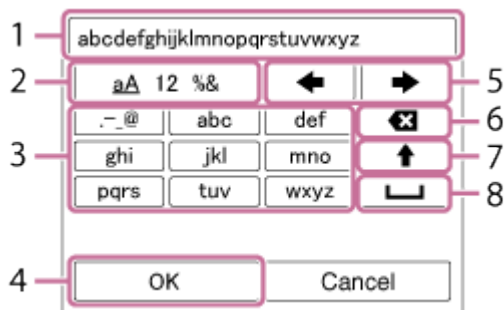 1 abcdefghijklmnopqrstuvwxyz
2 aA 12 %& 5
.-_@ abc def 6
3 ghi jkl mno 7
pqrs tuv wxyz 8
4 OK Cancel